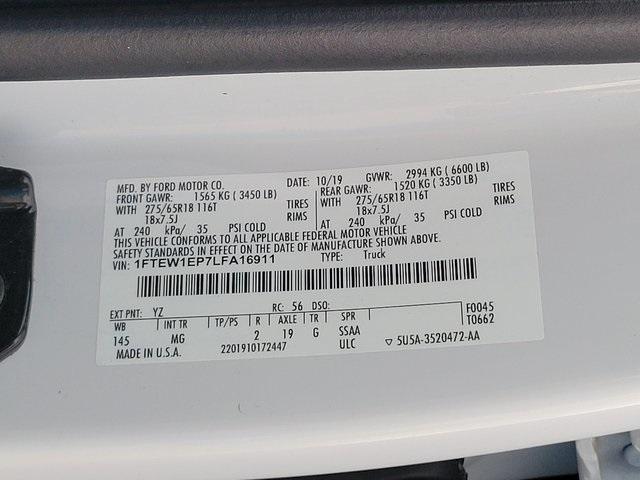 MFD. BY FORD MOTOR CO. DATE: 10/19 GVWR: 2994 KG (6600 LB)
FRONT GAWR: 1565 KG (3450 LB) REAR GAWR: 1520 KG (3350 LB)
WITH 275/65R18 116T TIRES WITH 275/65R18 116T TIRES
18x7.5J RIMS 18x7.5J RIMS
AT 240 kPa/ 35 PSI COLD AT 240 kPa/ 35 PSI COLD
THIS VEHICLE CONFORMS TO ALL APPLICABLE FEDERAL MOTOR VEHICLE
SAFETY STANDARDS IN EFFECT ON THE DATE OF MANUFACTURE SHOWN ABOVE.
VIN: 1FTEW1EP7LFA16911 TYPE: Truck
EXT PNT: YZ RC: 56 DSO: F0045
WB INT TR TP/PS R AXLE TR SPR T0662
145 MG 2 19 G SSAA
MADE IN U.S.A. 2201910172447 ULC ▽ 5U5A-3520472-AA